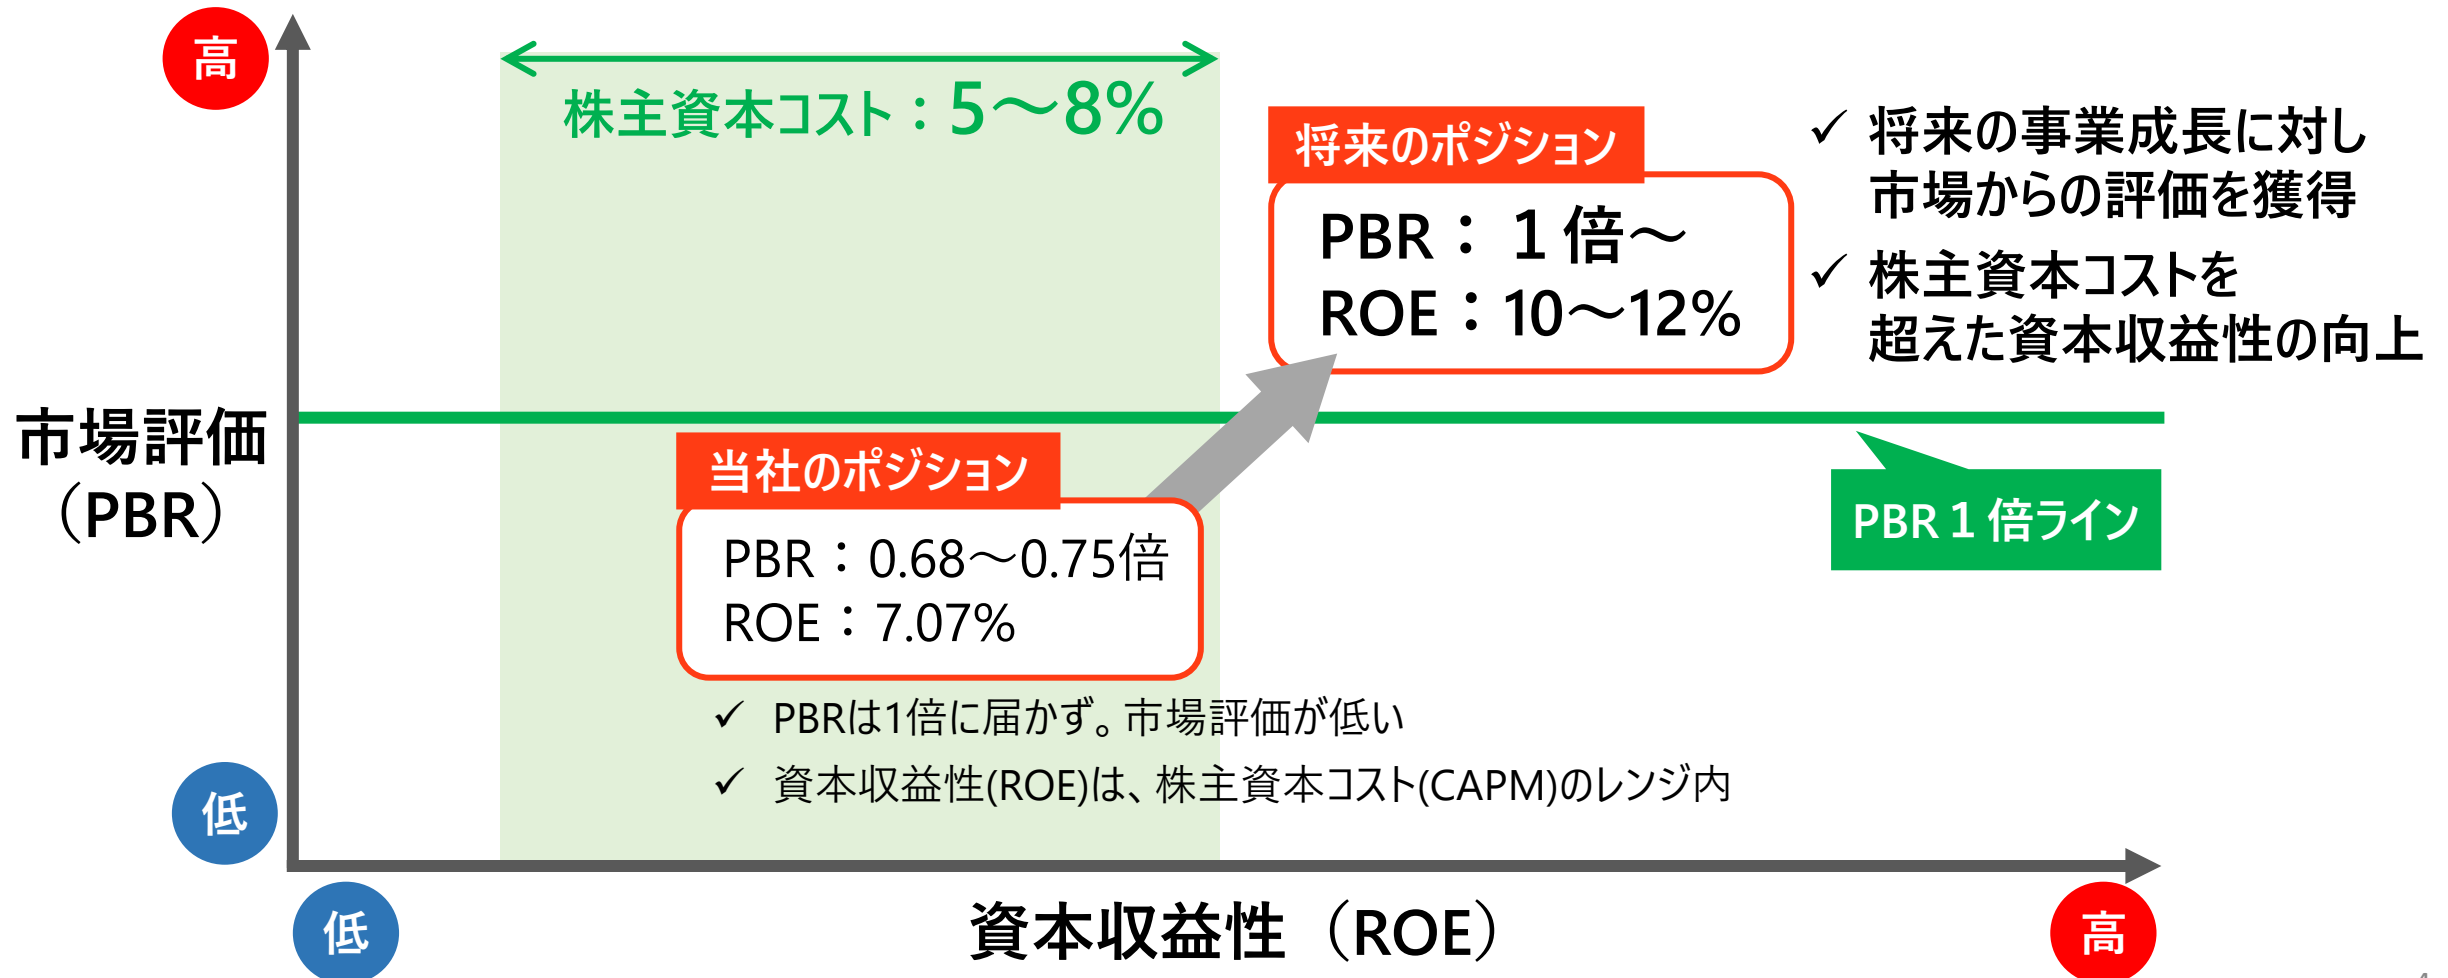 高
株主資本コスト：5～8%
将来のポジション
PBR： 1 倍～
ROE：10～12%
✓ 将来の事業成長に対し
市場からの評価を獲得
✓ 株主資本コストを
超えた資本収益性の向上
市場評価
（PBR）
当社のポジション
PBR：0.68～0.75倍
ROE：7.07%
PBR 1 倍ライン
✓ PBRは1倍に届かず。市場評価が低い
✓ 資本収益性(ROE)は、株主資本コスト(CAPM)のレンジ内
低
低
資本収益性（ROE）
高